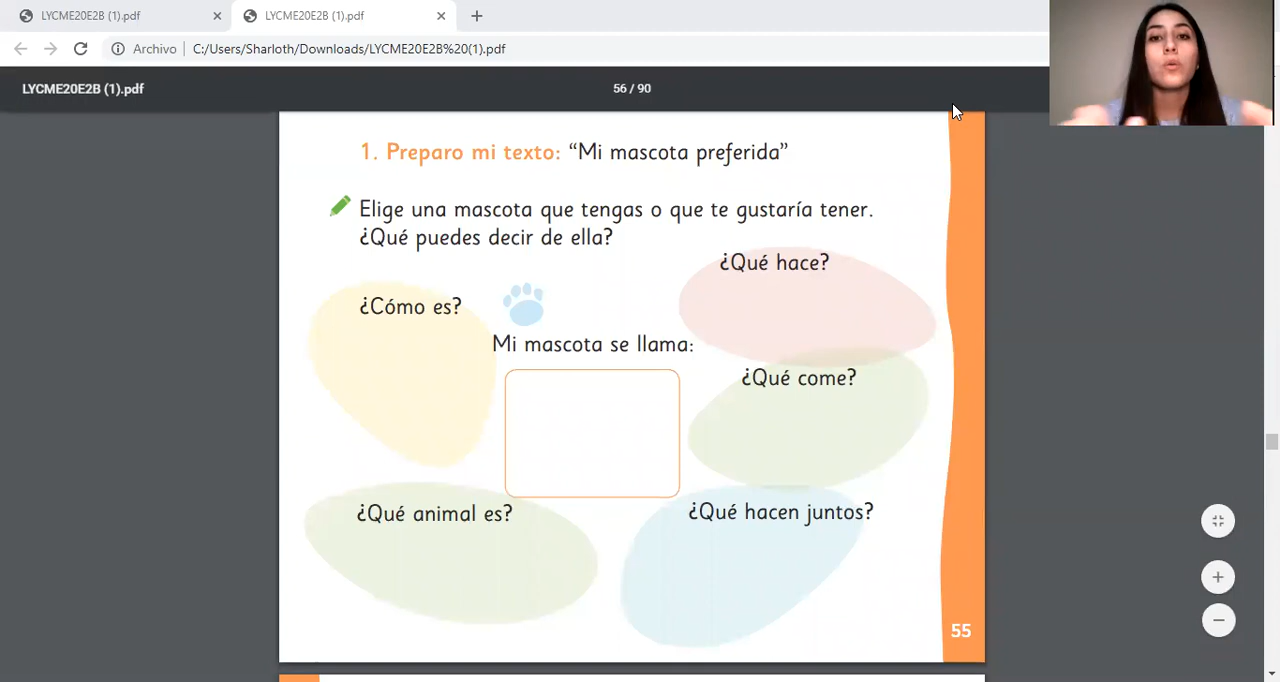 LYCME20E2B (1).pdf
LYCME20E2B (1).pdf
Archivo
C:/Users/Sharloth/Downloads/LYCME20E2B%20(1).pdf
LYCME20E2B (1).pdf
56 / 90
1. Preparo mi texto: “Mi mascota preferida”
Elige una mascota que tengas o que te gustaría tener.
¿Qué puedes decir de ella?
¿Qué hace?
¿Cómo es?
Mi mascota se llama:
¿Qué come?
¿Qué animal es?
¿Qué hacen juntos?
55